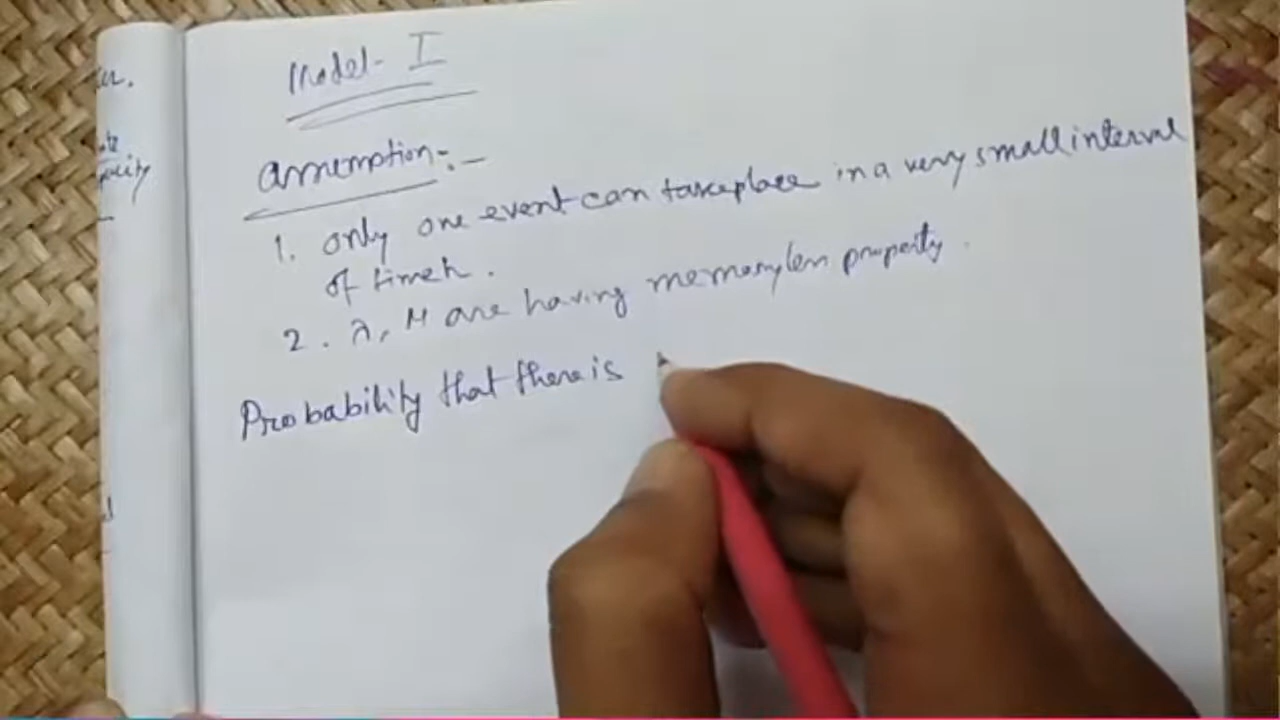 Model- I
Assumption:-
1. Only one event can take place in a very small interval
of time h.
2. λ, μ are having memoryless property.
Probability that there is